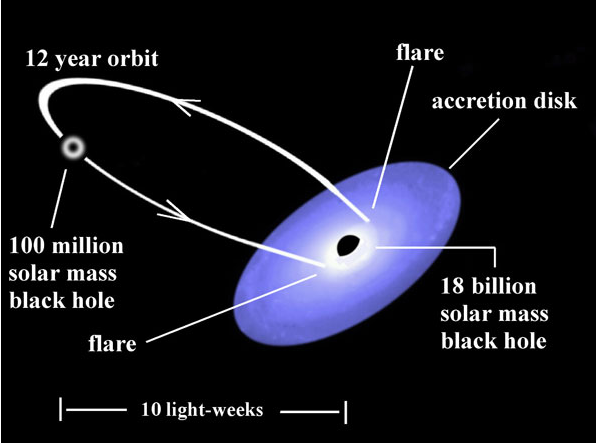 12 year orbit
flare
accretion disk
100 million
solar mass
black hole
18 billion
solar mass
black hole
flare
10 light-weeks